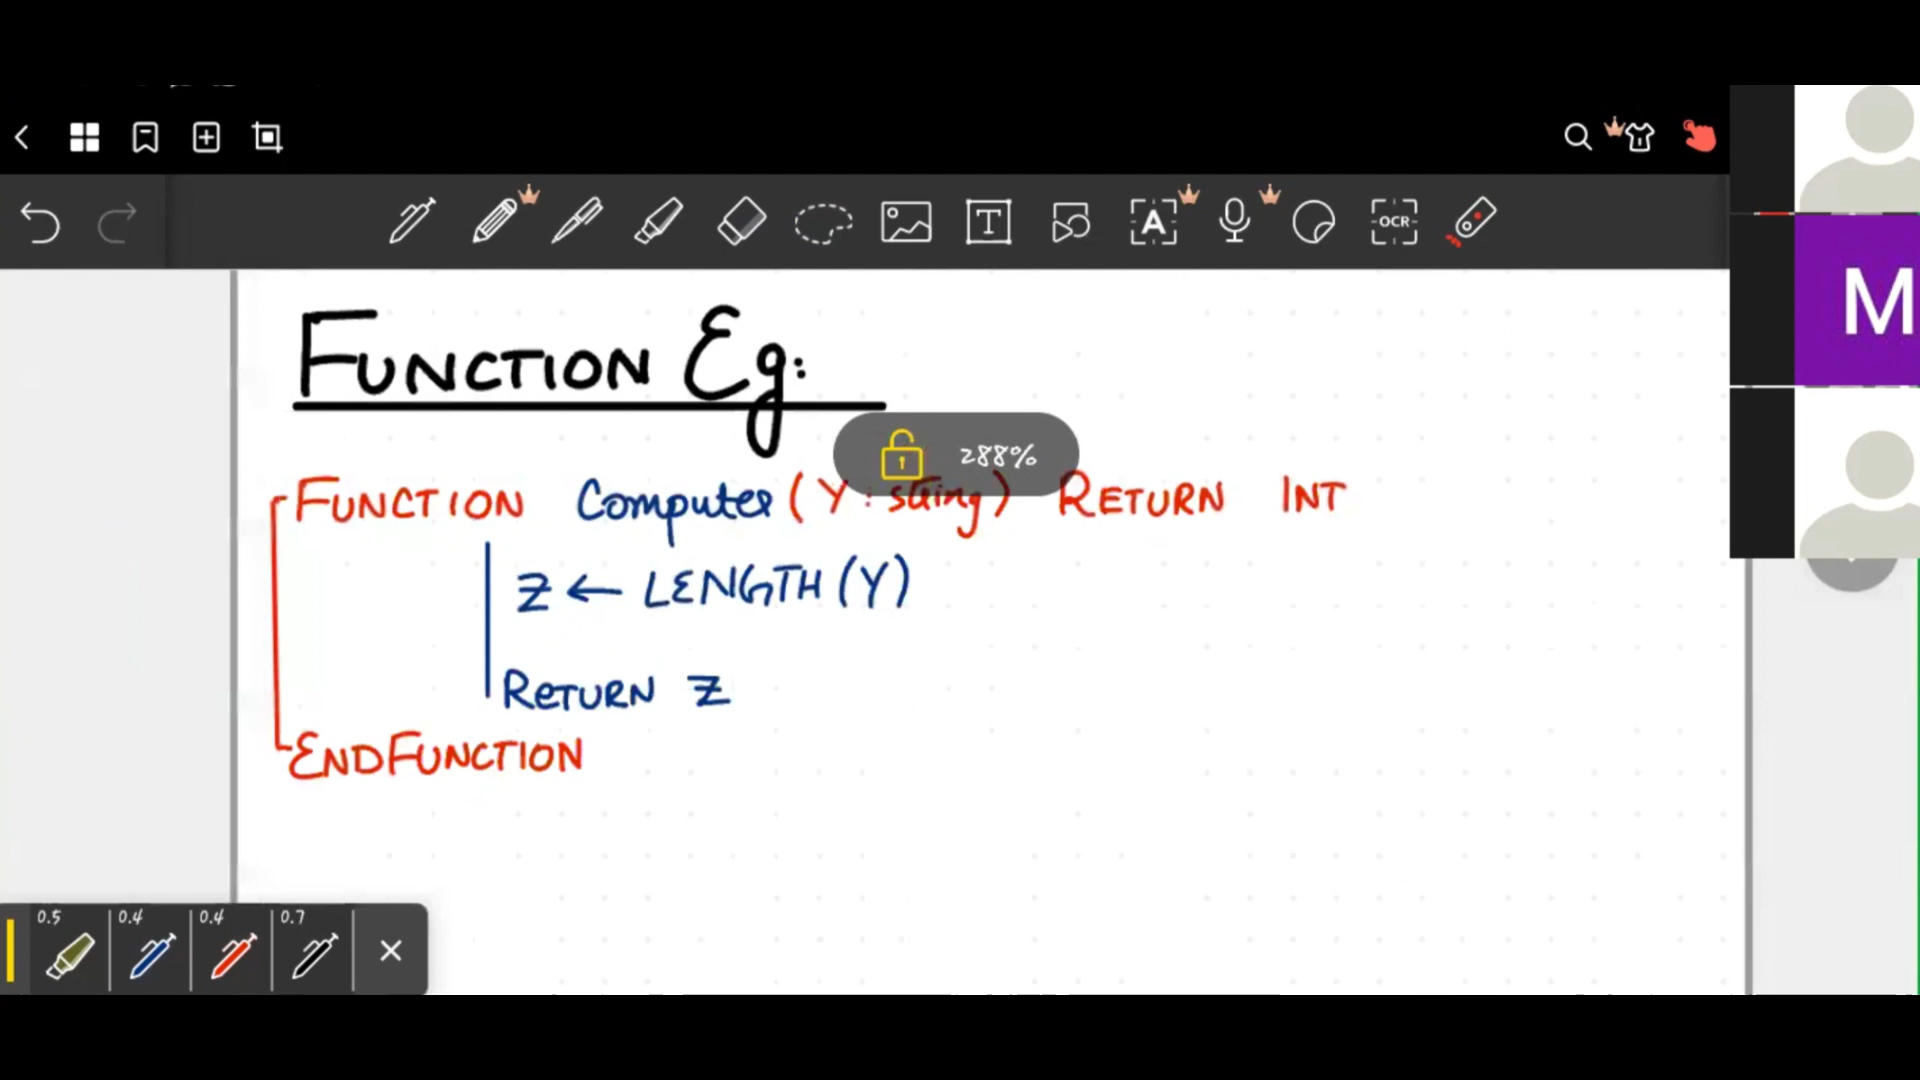 A
OCR
M
FUNCTION Eg:
288%
FUNCTION Computer (Y : string) RETURN INT
Z ← LENGTH (Y)
RETURN Z
ENDFUNCTION
0.5 0.4 0.4 0.7